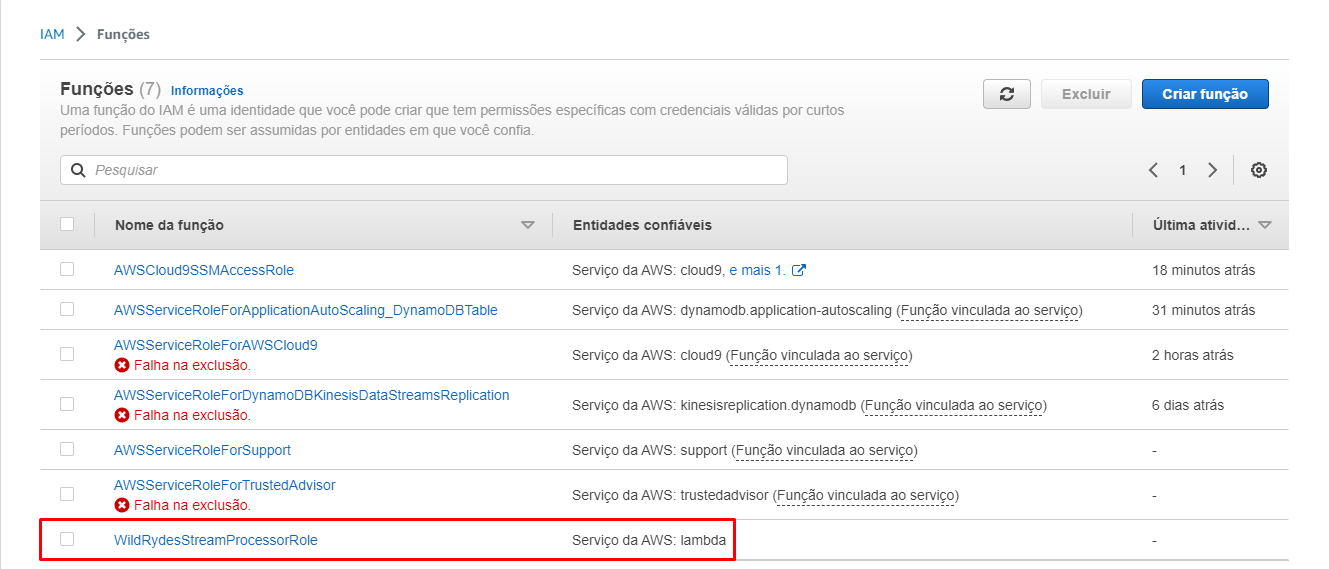 IAM > Funções
Funções (7) Informações
Uma função do IAM é uma identidade que você pode criar que tem permissões específicas com credenciais válidas por curtos
períodos. Funções podem ser assumidas por entidades em que você confia.
Excluir
Criar função
Pesquisar
1
Nome da função Entidades confiáveis Última ativid...
AWSCloud9SSMAccessRole Serviço da AWS: cloud9, e mais 1. 18 minutos atrás
AWSServiceRoleForApplicationAutoScaling_DynamoDBTable Serviço da AWS: dynamodb.application-autoscaling (Função vinculada ao serviço) 31 minutos atrás
AWSServiceRoleForAWSCloud9
Falha na exclusão.
Serviço da AWS: cloud9 (Função vinculada ao serviço) 2 horas atrás
AWSServiceRoleForDynamoDBKinesisDataStreamsReplication
Falha na exclusão.
Serviço da AWS: kinesisreplication.dynamodb (Função vinculada ao serviço) 6 dias atrás
AWSServiceRoleForSupport Serviço da AWS: support (Função vinculada ao serviço) -
AWSServiceRoleForTrustedAdvisor
Falha na exclusão.
Serviço da AWS: trustedadvisor (Função vinculada ao serviço) -
WildRydesStreamProcessorRole Serviço da AWS: lambda -